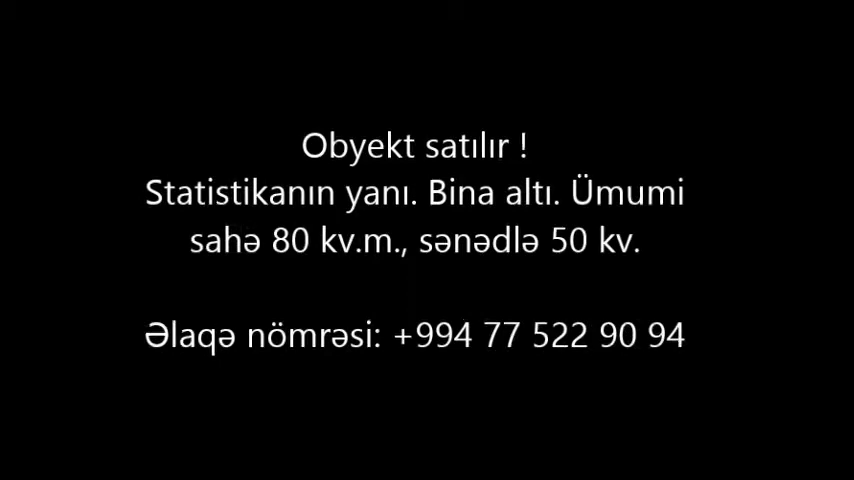 Obyekt satılır !
Statistikanın yanı. Bina altı. Ümumi
sahə 80 kv.m., sənədlə 50 kv.
Əlaqə nömrəsi: +994 77 522 90 94